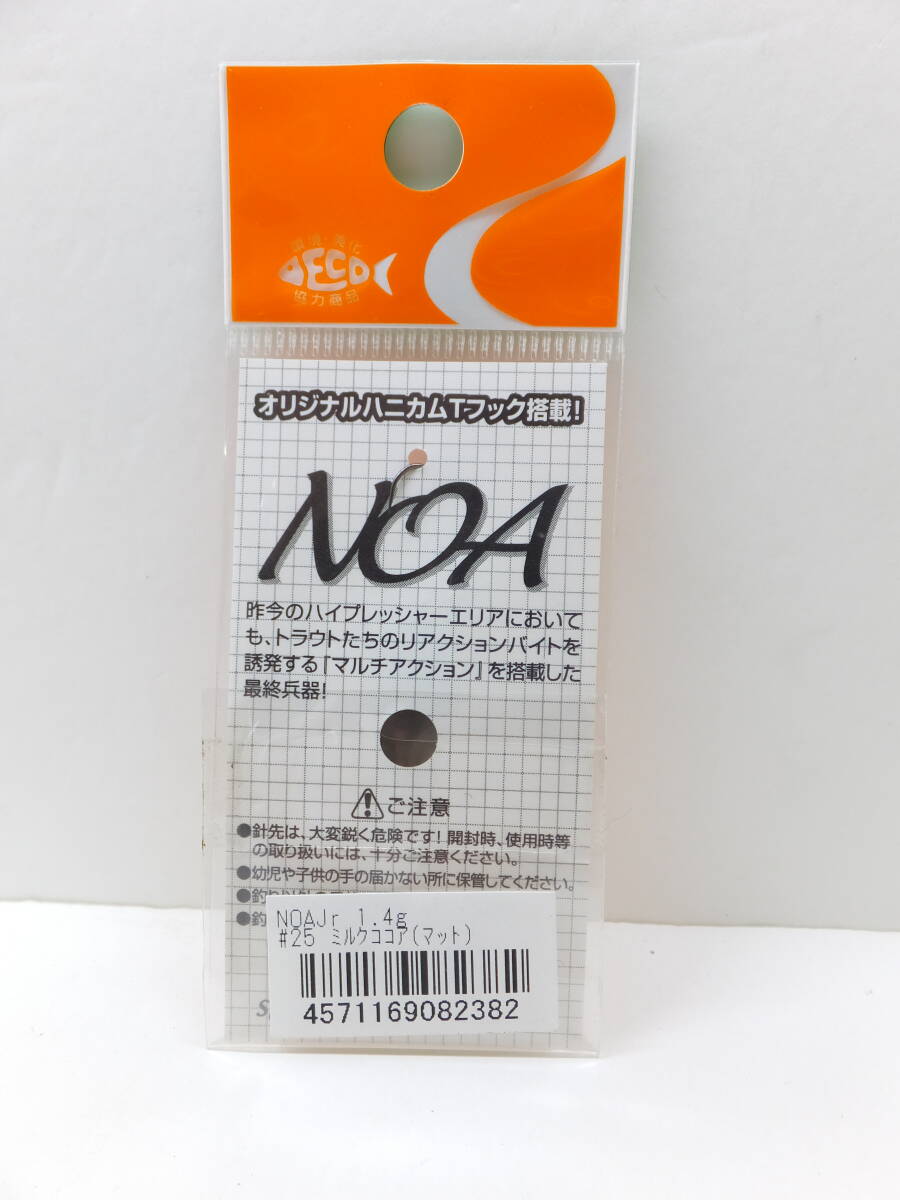 環境・美化
ECO
協力商品
オリジナルハニカムTフック搭載!
NOA
昨今のハイプレッシャーエリアにおいて
も、トラウトたちのリアクションバイトを
誘発する『マルチアクション』を搭載した
最終兵器!
ご注意
●針先は、大変鋭く危険です!開封時、使用時等
の取り扱いには、十分ご注意ください。
●幼児や子供の手の届かない所に保管してください。
●釣り以外の
●釣
NOAJr 1.4g
#25 ミルクココア(マット)
4571169082382